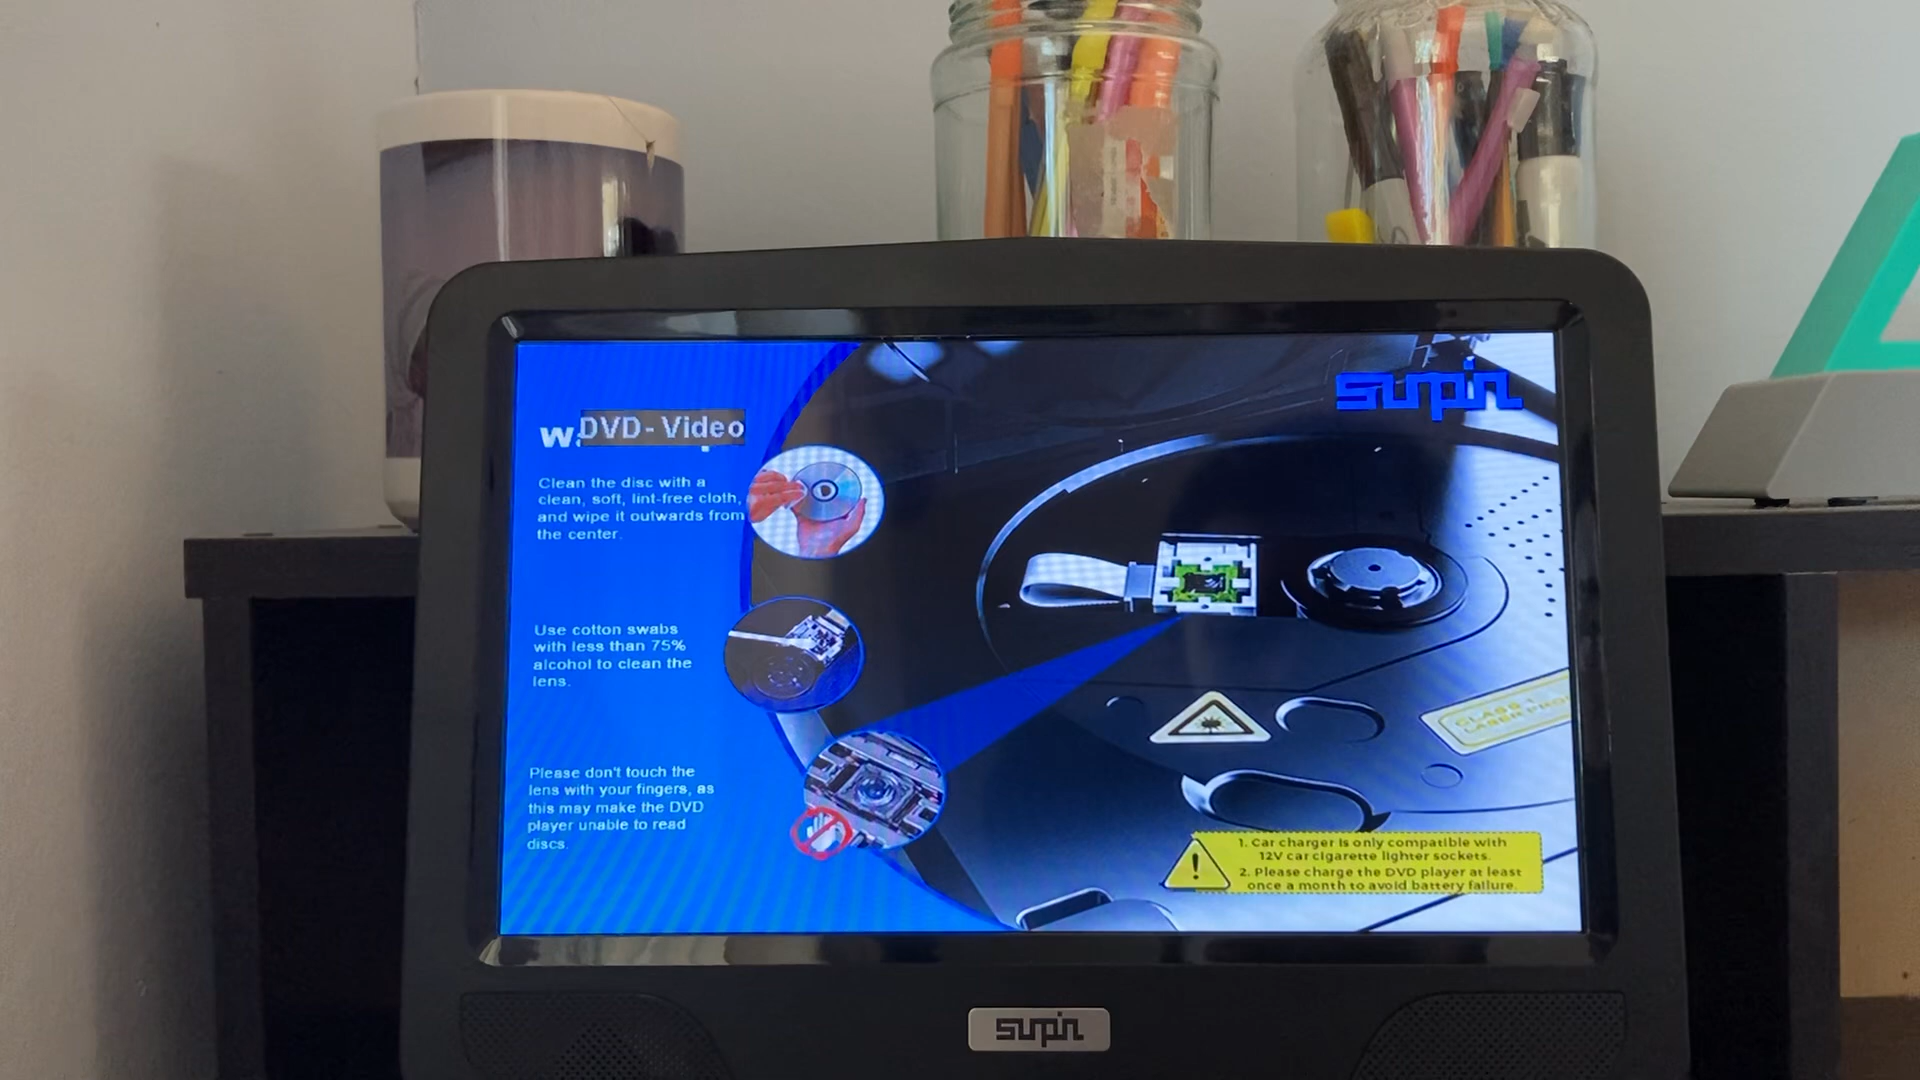 supin
DVD-Video
Clean the disc with a
clean, soft, lint-free cloth,
and wipe it outwards from
the center.
Use cotton swabs
with less than 75%
alcohol to clean the
lens.
Please don't touch the
lens with your fingers, as
this may make the DVD
player unable to read
discs.
CLASS 1
LASER
1. Car charger is only compatible with
12V car cigarette lighter sockets.
2. Please charge the DVD player at least
once a month to avoid battery failure.
supin